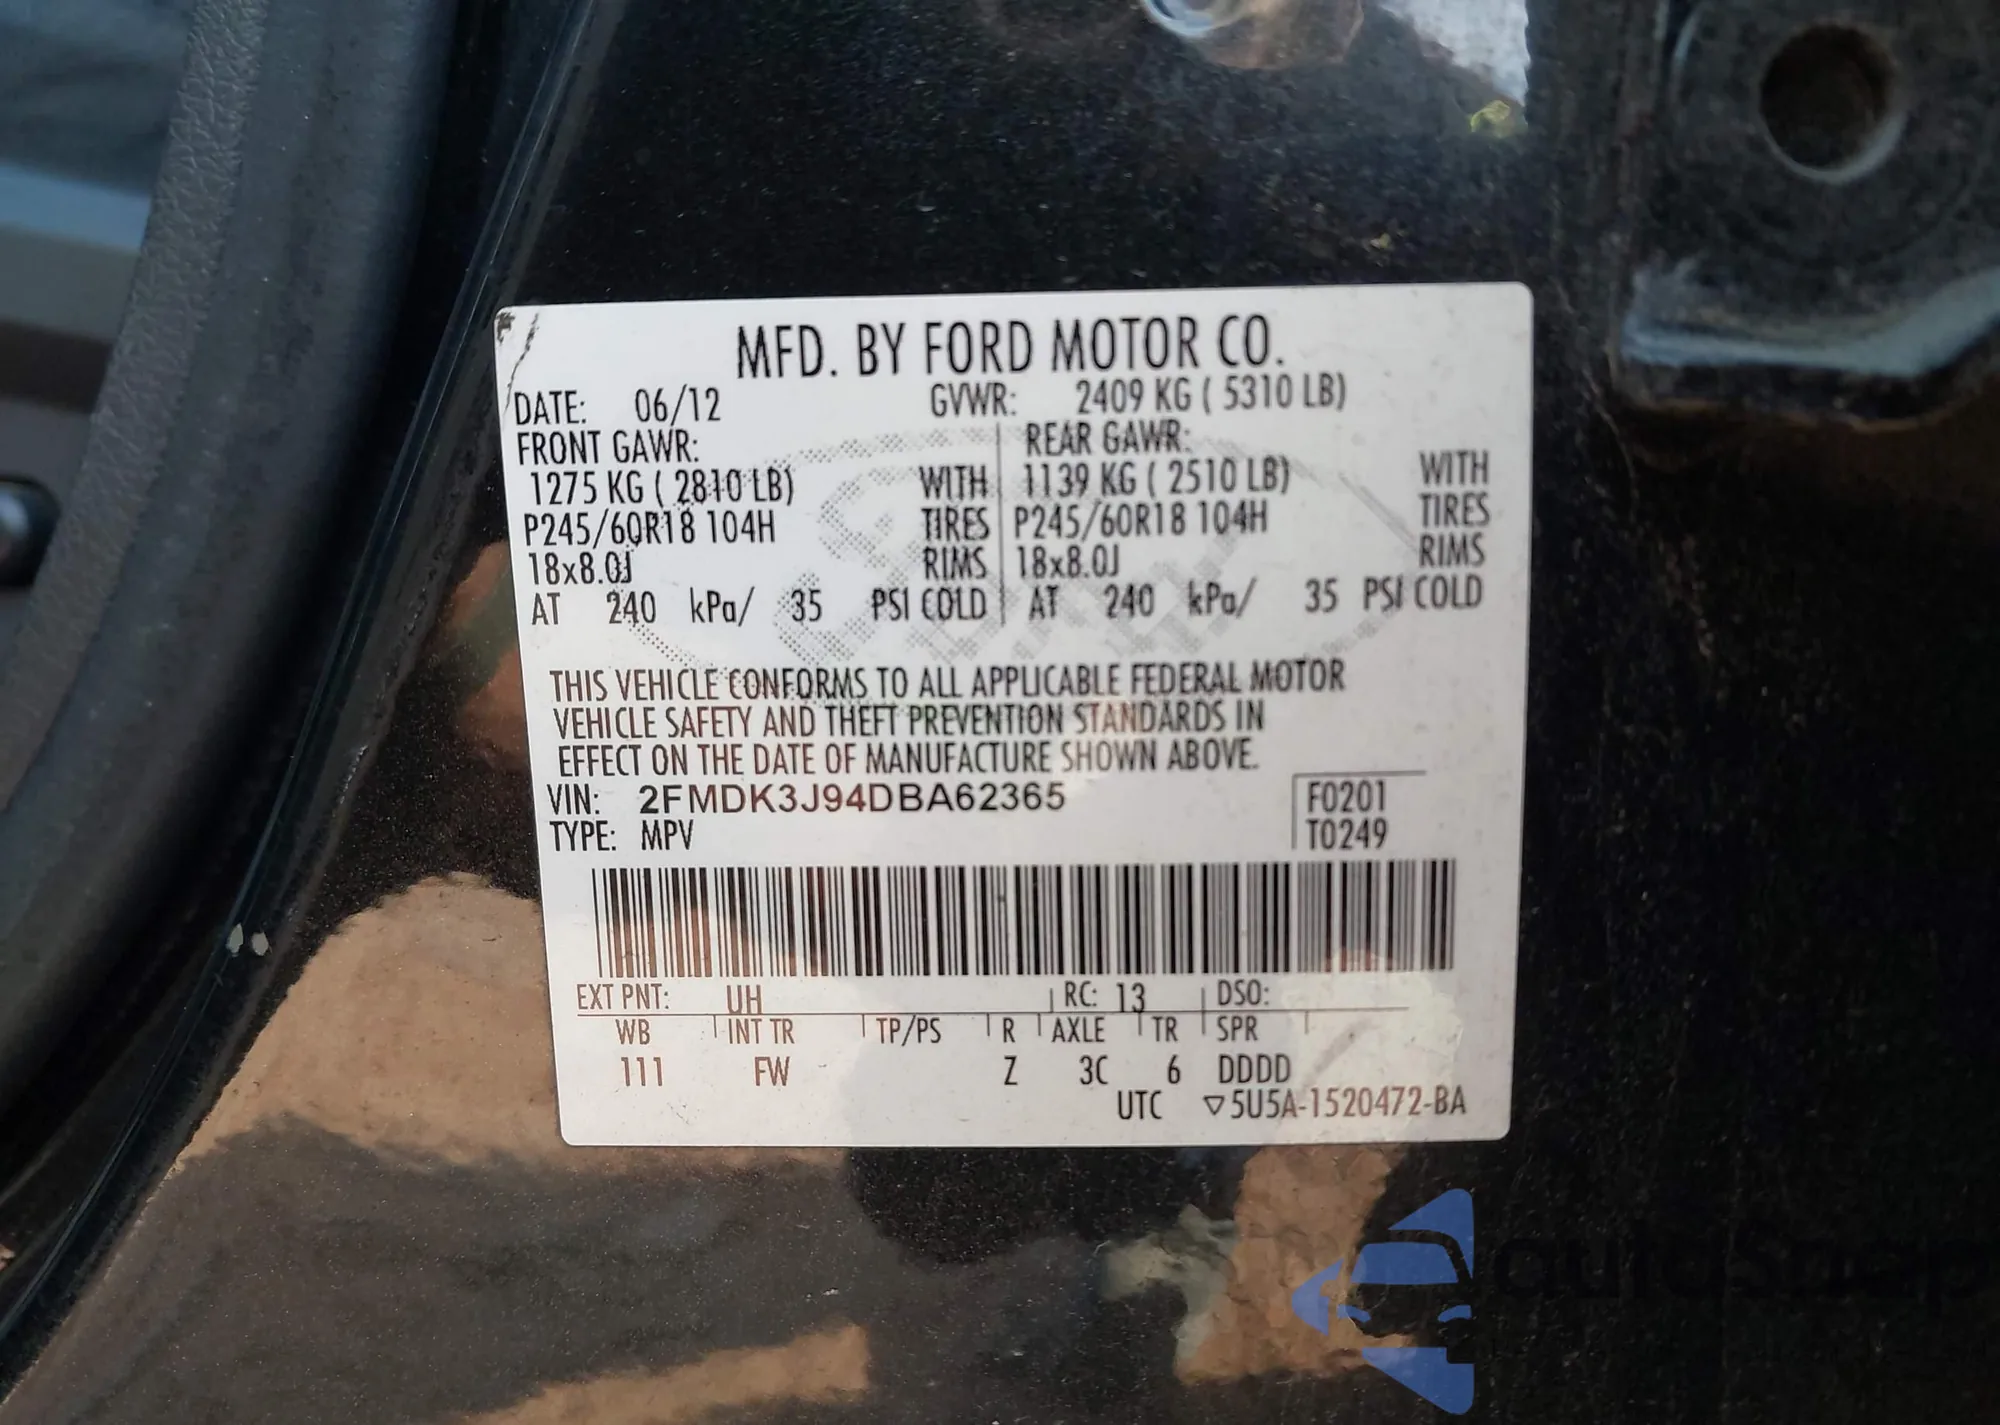 MFD. BY FORD MOTOR CO.
DATE: 06/12 GVWR: 2409 KG ( 5310 LB)
FRONT GAWR: REAR GAWR:
1275 KG ( 2810 LB) WITH 1139 KG ( 2510 LB) WITH
P245/60R18 104H TIRES P245/60R18 104H TIRES
18x8.0J RIMS 18x8.0J RIMS
AT 240 kPa/ 35 PSI COLD AT 240 kPa/ 35 PSI COLD
THIS VEHICLE CONFORMS TO ALL APPLICABLE FEDERAL MOTOR
VEHICLE SAFETY AND THEFT PREVENTION STANDARDS IN
EFFECT ON THE DATE OF MANUFACTURE SHOWN ABOVE.
VIN: 2FMDK3J94DBA62365 F0201
TYPE: MPV T0249
EXT PNT: UH RC: 13 DSO:
WB INT TR TP/PS R AXLE TR SPR
111 FW Z 3C 6 DDDD
UTC ▽5U5A-1520472-BA